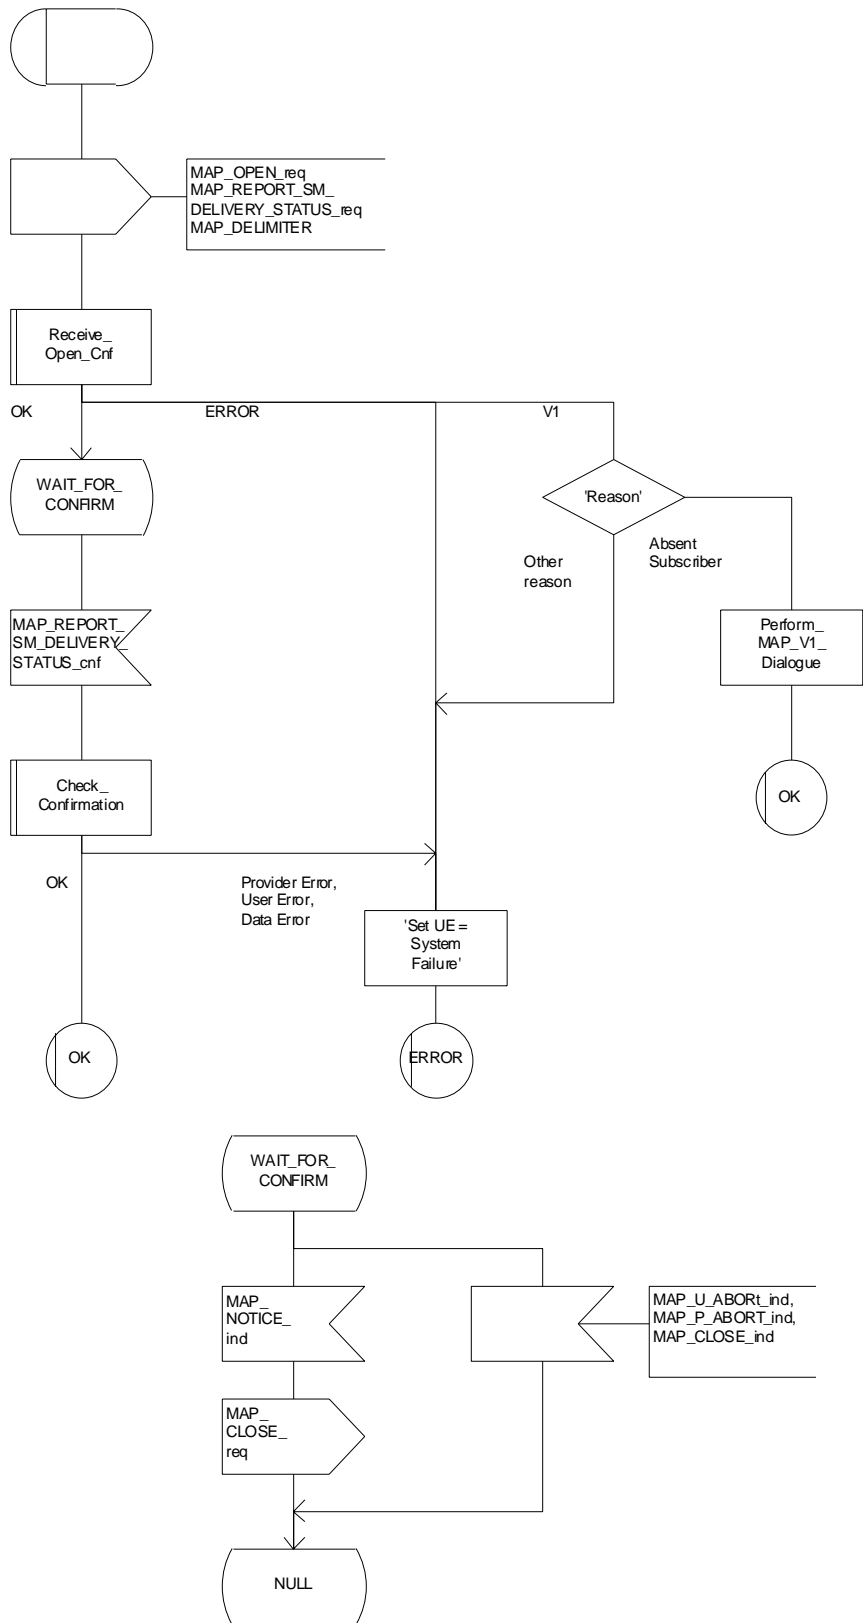 MAP_OPEN_req
MAP_REPORT_SM_
DELIVERY_STATUS_req
MAP_DELIMITER
Receive_
Open_Cnf
OK
ERROR
V1
WAIT_FOR_
CONFIRM
'Reason'
Other
reason
Absent
Subscriber
MAP_REPORT_
SM_DELIVERY_
STATUS_cnf
Perform_
MAP_V1_
Dialogue
Check_
Confirmation
OK
OK
Provider Error,
User Error,
Data Error
'Set UE =
System
Failure'
OK
ERROR
WAIT_FOR_
CONFIRM
MAP_
NOTICE_
ind
MAP_U_ABORt_ind,
MAP_P_ABORT_ind,
MAP_CLOSE_ind
MAP_
CLOSE_
req
NULL